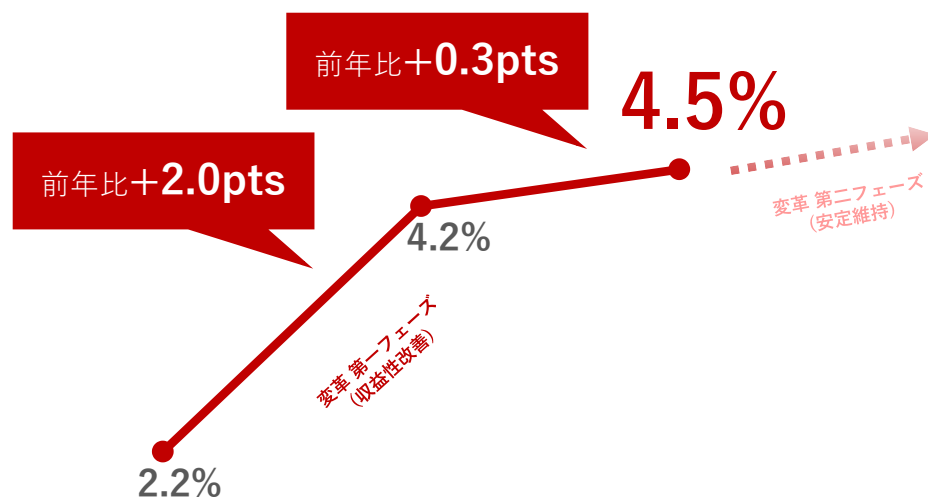 前年比+0.3pts
4.5%
前年比+2.0pts
変革 第二フェーズ
(安定維持)
4.2%
変革 第一フェーズ
(収益性改善)
2.2%